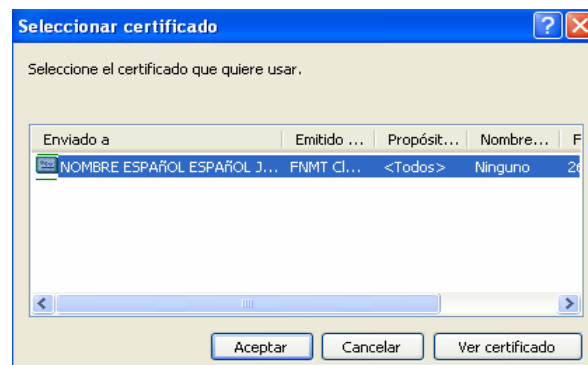 Seleccionar certificado
Seleccione el certificado que quiere usar.
Enviado a Emitido ... Propósit... Nombre... F
NOMBRE ESPAñOL ESPAñOL J... FNMT Cl... <Todos> Ninguno 26
Aceptar Cancelar Ver certificado